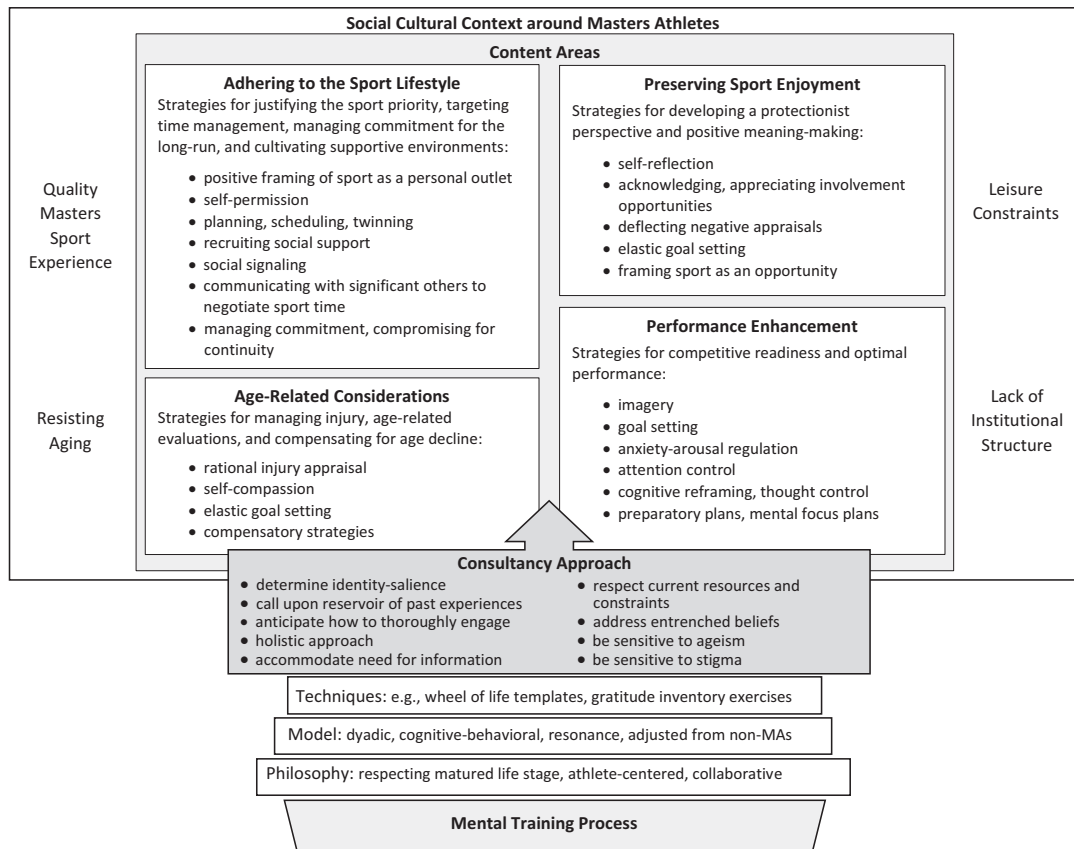 Social Cultural Context around Masters Athletes
Content Areas
Quality
Masters
Sport
Experience
Resisting
Aging
Adhering to the Sport Lifestyle
Strategies for justifying the sport priority, targeting
time management, managing commitment for the
long-run, and cultivating supportive environments:
• positive framing of sport as a personal outlet
• self-permission
• planning, scheduling, twinning
• recruiting social support
• social signaling
• communicating with significant others to
negotiate sport time
• managing commitment, compromising for
continuity
Age-Related Considerations
Strategies for managing injury, age-related
evaluations, and compensating for age decline:
• rational injury appraisal
• self-compassion
• elastic goal setting
• compensatory strategies
Preserving Sport Enjoyment
Strategies for developing a protectionist
perspective and positive meaning-making:
• self-reflection
• acknowledging, appreciating involvement
opportunities
• deflecting negative appraisals
• elastic goal setting
• framing sport as an opportunity
Performance Enhancement
Strategies for competitive readiness and optimal
performance:
• imagery
• goal setting
• anxiety-arousal regulation
• attention control
• cognitive reframing, thought control
• preparatory plans, mental focus plans
Leisure
Constraints
Lack of
Institutional
Structure
Consultancy Approach
• determine identity-salience
• call upon reservoir of past experiences
• anticipate how to thoroughly engage
• holistic approach
• accommodate need for information
• respect current resources and
constraints
• address entrenched beliefs
• be sensitive to ageism
• be sensitive to stigma
Techniques: e.g., wheel of life templates, gratitude inventory exercises
Model: dyadic, cognitive-behavioral, resonance, adjusted from non-MAs
Philosophy: respecting matured life stage, athlete-centered, collaborative
Mental Training Process